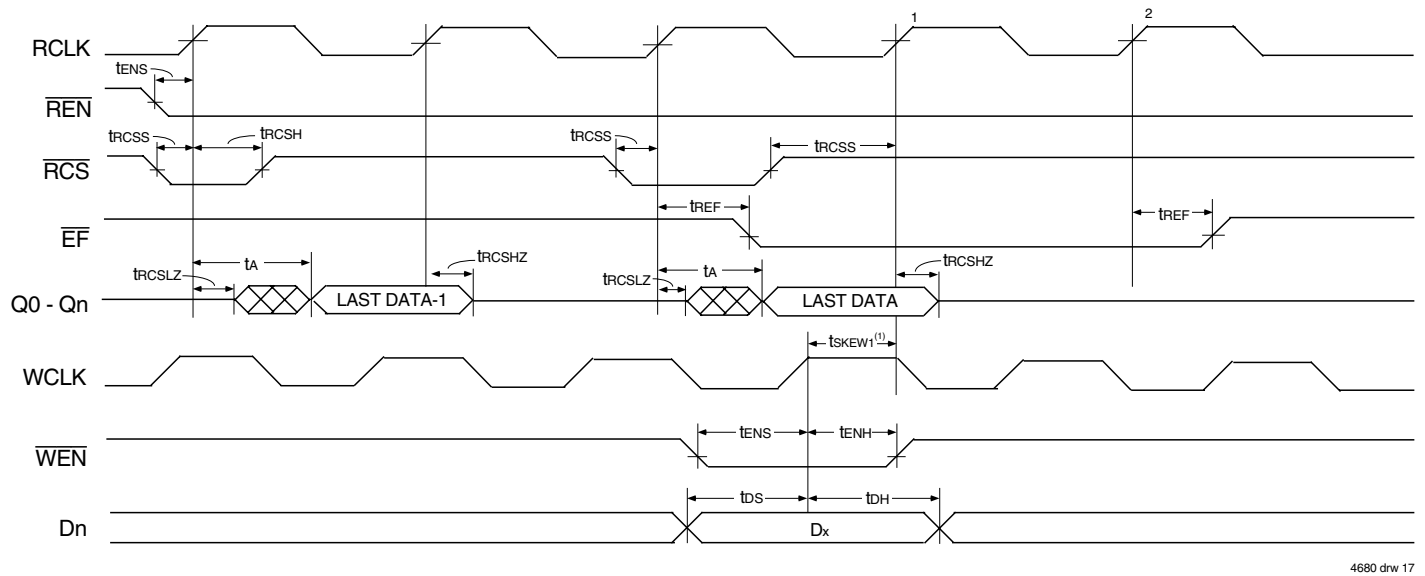 1 2
RCLK
tENS
REN
tRCSS tRCSH tRCSS tRCSS
RCS
tREF tREF
EF
tRCSLZ tA tRCSHZ tRCSLZ tA tRCSHZ
Q0 - Qn LAST DATA-1 LAST DATA
tSKEW1(1)
WCLK
tENS tENH
WEN
tDS tDH
Dn Dx
4680 drw 17